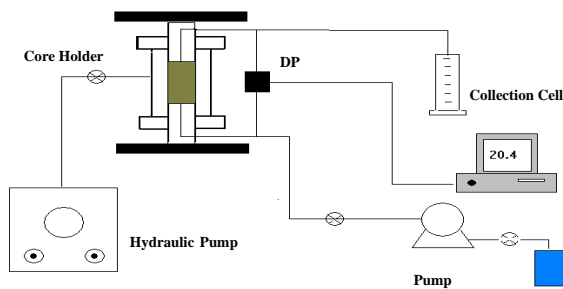 Core Holder
DP
Collection Cell
20.4
Hydraulic Pump
Pump